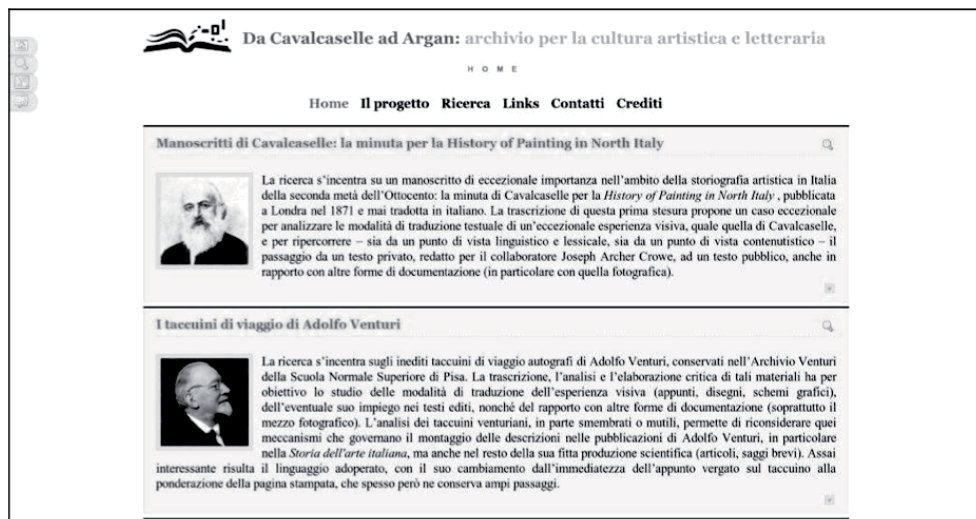 Da Cavalcaselle ad Argan: archivio per la cultura artistica e letteraria
HOME
Home Il progetto Ricerca Links Contatti Crediti
Manoscritti di Cavalcaselle: la minuta per la History of Painting in North Italy
La ricerca s'incentra su un manoscritto di eccezionale importanza nell'ambito della storiografia artistica in Italia
della seconda metà dell'Ottocento: la minuta di Cavalcaselle per la History of Painting in North Italy , pubblicata
a Londra nel 1871 e mai tradotta in italiano. La trascrizione di questa prima stesura propone un caso eccezionale
per analizzare le modalità di traduzione testuale di un'eccezionale esperienza visiva, quale quella di Cavalcaselle,
e per ripercorrere – sia da un punto di vista linguistico e lessicale, sia da un punto di vista contenutistico – il
passaggio da un testo privato, redatto per il collaboratore Joseph Archer Crowe, ad un testo pubblico, anche in
rapporto con altre forme di documentazione (in particolare con quella fotografica).
I taccuini di viaggio di Adolfo Venturi
La ricerca s'incentra sugli inediti taccuini di viaggio autografi di Adolfo Venturi, conservati nell'Archivio Venturi
della Scuola Normale Superiore di Pisa. La trascrizione, l'analisi e l'elaborazione critica di tali materiali ha per
obiettivo lo studio delle modalità di traduzione dell'esperienza visiva (appunti, disegni, schemi grafici),
dell'eventuale suo impiego nei testi editi, nonché del rapporto con altre forme di documentazione (soprattutto il
mezzo fotografico). L'analisi dei taccuini venturiani, in parte smembrati o mutili, permette di riconsiderare quei
meccanismi che governano il montaggio delle descrizioni nelle pubblicazioni di Adolfo Venturi, in particolare
nella Storia dell'arte italiana, ma anche nel resto della sua fitta produzione scientifica (articoli, saggi brevi). Assai
interessante risulta il linguaggio adoperato, con il suo cambiamento dall'immediatezza dell'appunto vergato sul taccuino alla
ponderazione della pagina stampata, che spesso però ne conserva ampi passaggi.